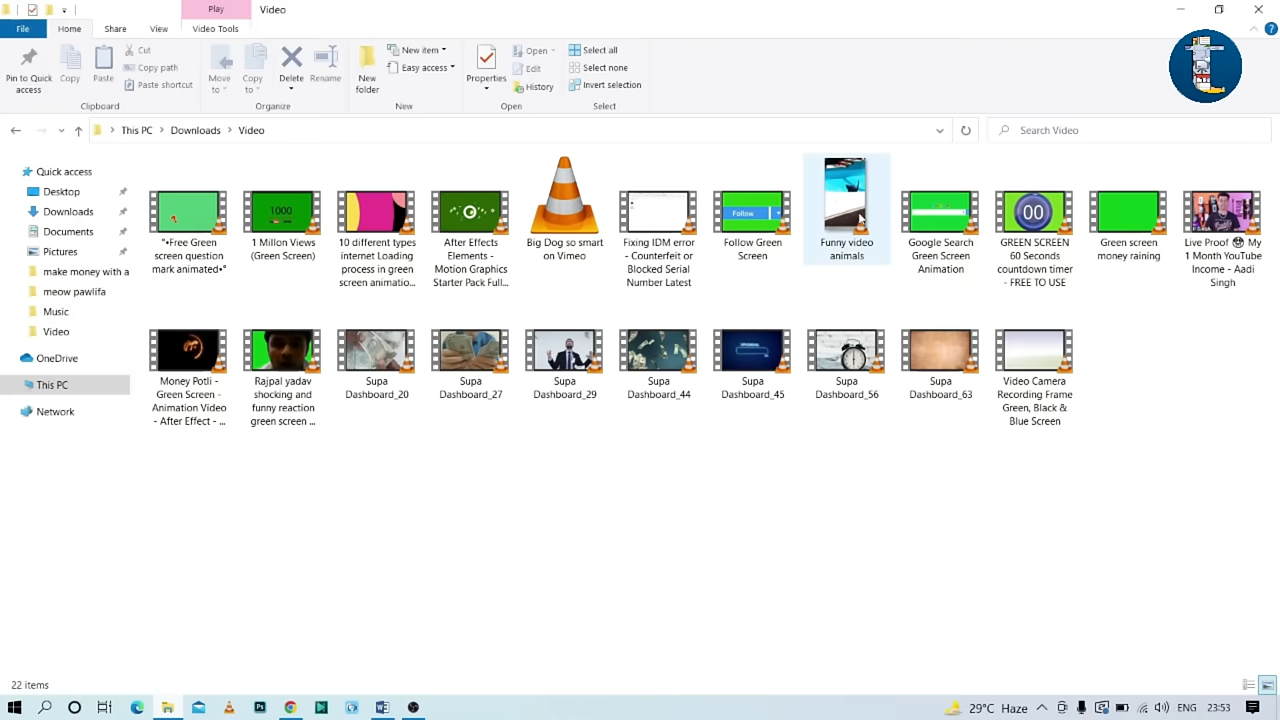 Play
Video
File
Home
Share
View
Video Tools
Pin to Quick
access
Copy
Paste
Cut
Copy path
Paste shortcut
Clipboard
Move
to
Copy
to
Delete
Rename
Organize
New
folder
New item
Easy access
New
Properties
Open
Edit
History
Open
Select all
Select none
Invert selection
Select
This PC
Downloads
Video
Search Video
Quick access
Desktop
Downloads
Documents
Pictures
make money with a
meow pawlifa
Music
Video
OneDrive
This PC
Network
"•Free Green
screen question
mark animated•°
1000
1 Millon Views
(Green Screen)
10 different types
internet Loading
process in green
screen animatio...
After Effects
Elements -
Motion Graphics
Starter Pack Full...
Big Dog so smart
on Vimeo
Fixing IDM error
- Counterfeit or
Blocked Serial
Number Latest
Follow
Follow Green
Screen
Funny video
animals
Google Search
Green Screen
Animation
00
GREEN SCREEN
60 Seconds
countdown timer
- FREE TO USE
Green screen
money raining
Live Proof 😳 My
1 Month YouTube
Income - Aadi
Singh
Money Potli -
Green Screen -
Animation Video
- After Effect - ...
Rajpal yadav
shocking and
funny reaction
green screen ...
Supa
Dashboard_20
Supa
Dashboard_27
Supa
Dashboard_29
Supa
Dashboard_44
Supa
Dashboard_45
Supa
Dashboard_56
Supa
Dashboard_63
Video Camera
Recording Frame
Green, Black &
Blue Screen
22 items
29°C Haze
ENG
23:53